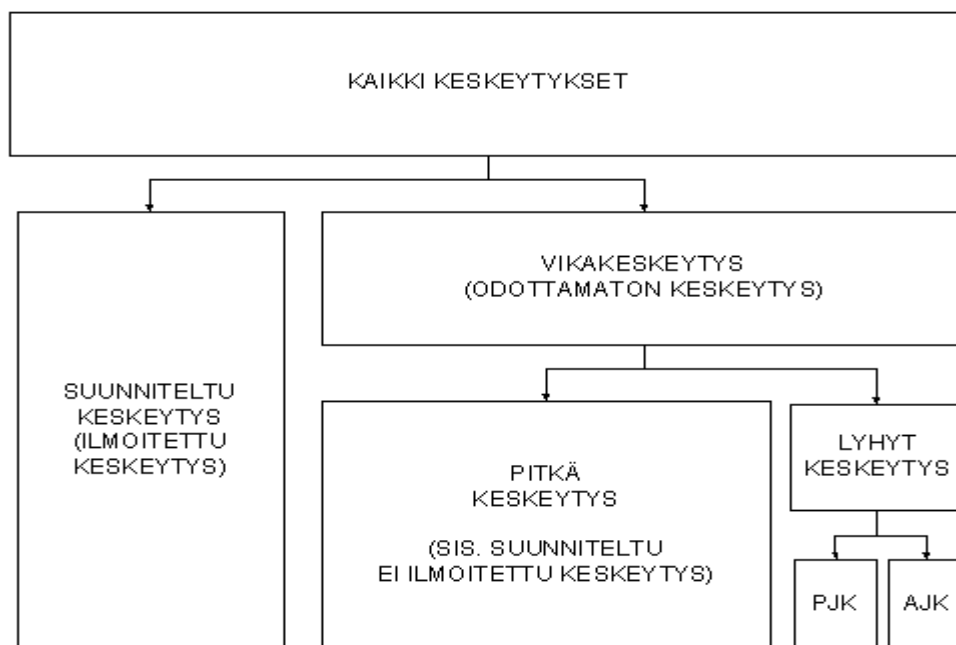 KAIKKI KESKEYTYKSET
VIKAKESKEYTYS
(ODOTTAMATON KESKEYTYS)
SUUNNITELTU
KESKEYTYS
(ILMOITETTU
KESKEYTYS)
PITKÄ
KESKEYTYS
(SIS. SUUNNITELTU
EI ILMOITETTU KESKEYTYS)
LYHYT
KESKEYTYS
PJK
AJK